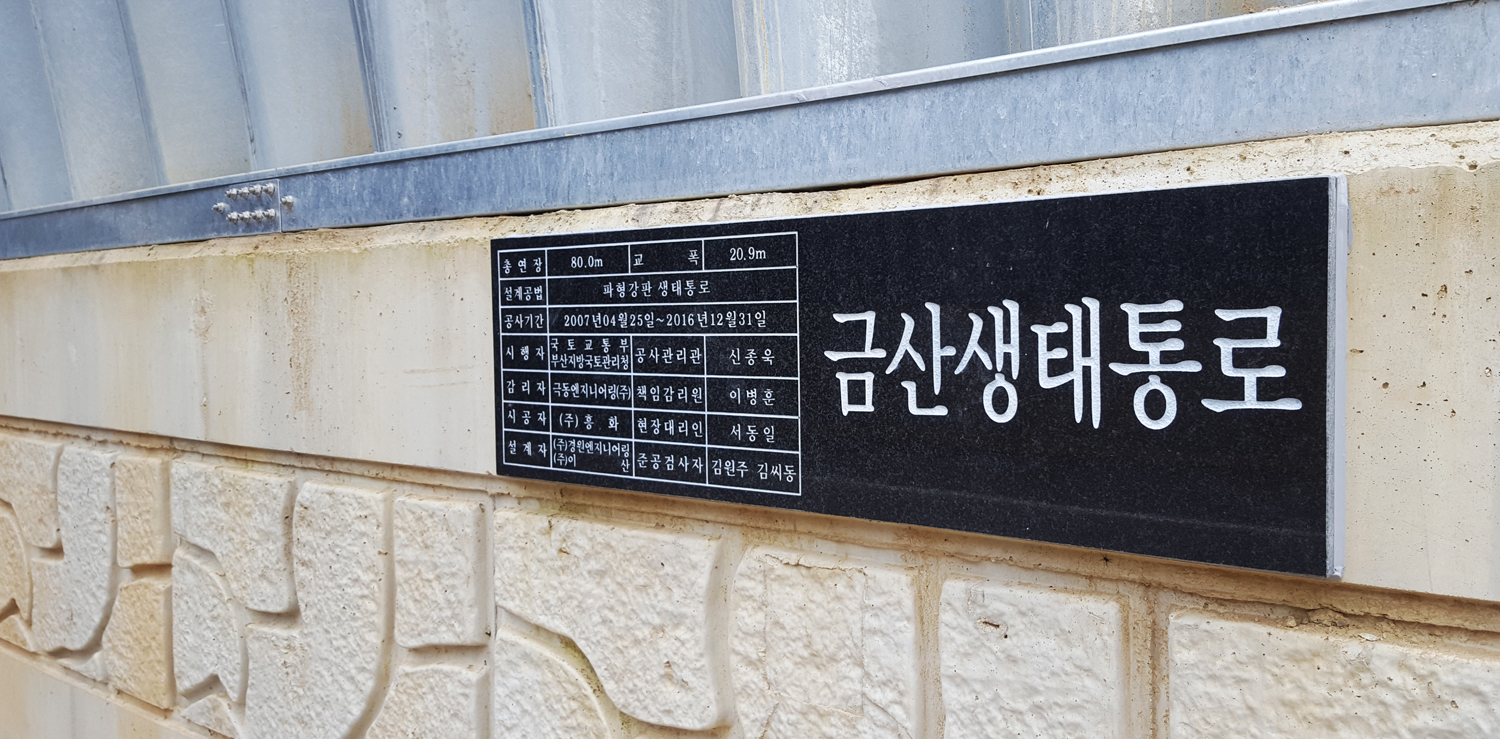 총연장 80.0m 교 폭 20.9m
설계공법 파형강판 생태통로
공사기간 2007년04월25일~2016년12월31일
시행자 국토교통부 부산지방국토관리청 공사관리관 신종욱
감리자 극동엔지니어링(주) 책임감리원 이병훈
시공자 (주)흥 화 현장대리인 서동일
설계자 (주)경원엔지니어링 (주)이 산 준공검사자 김원주 김씨동
금산생태통로